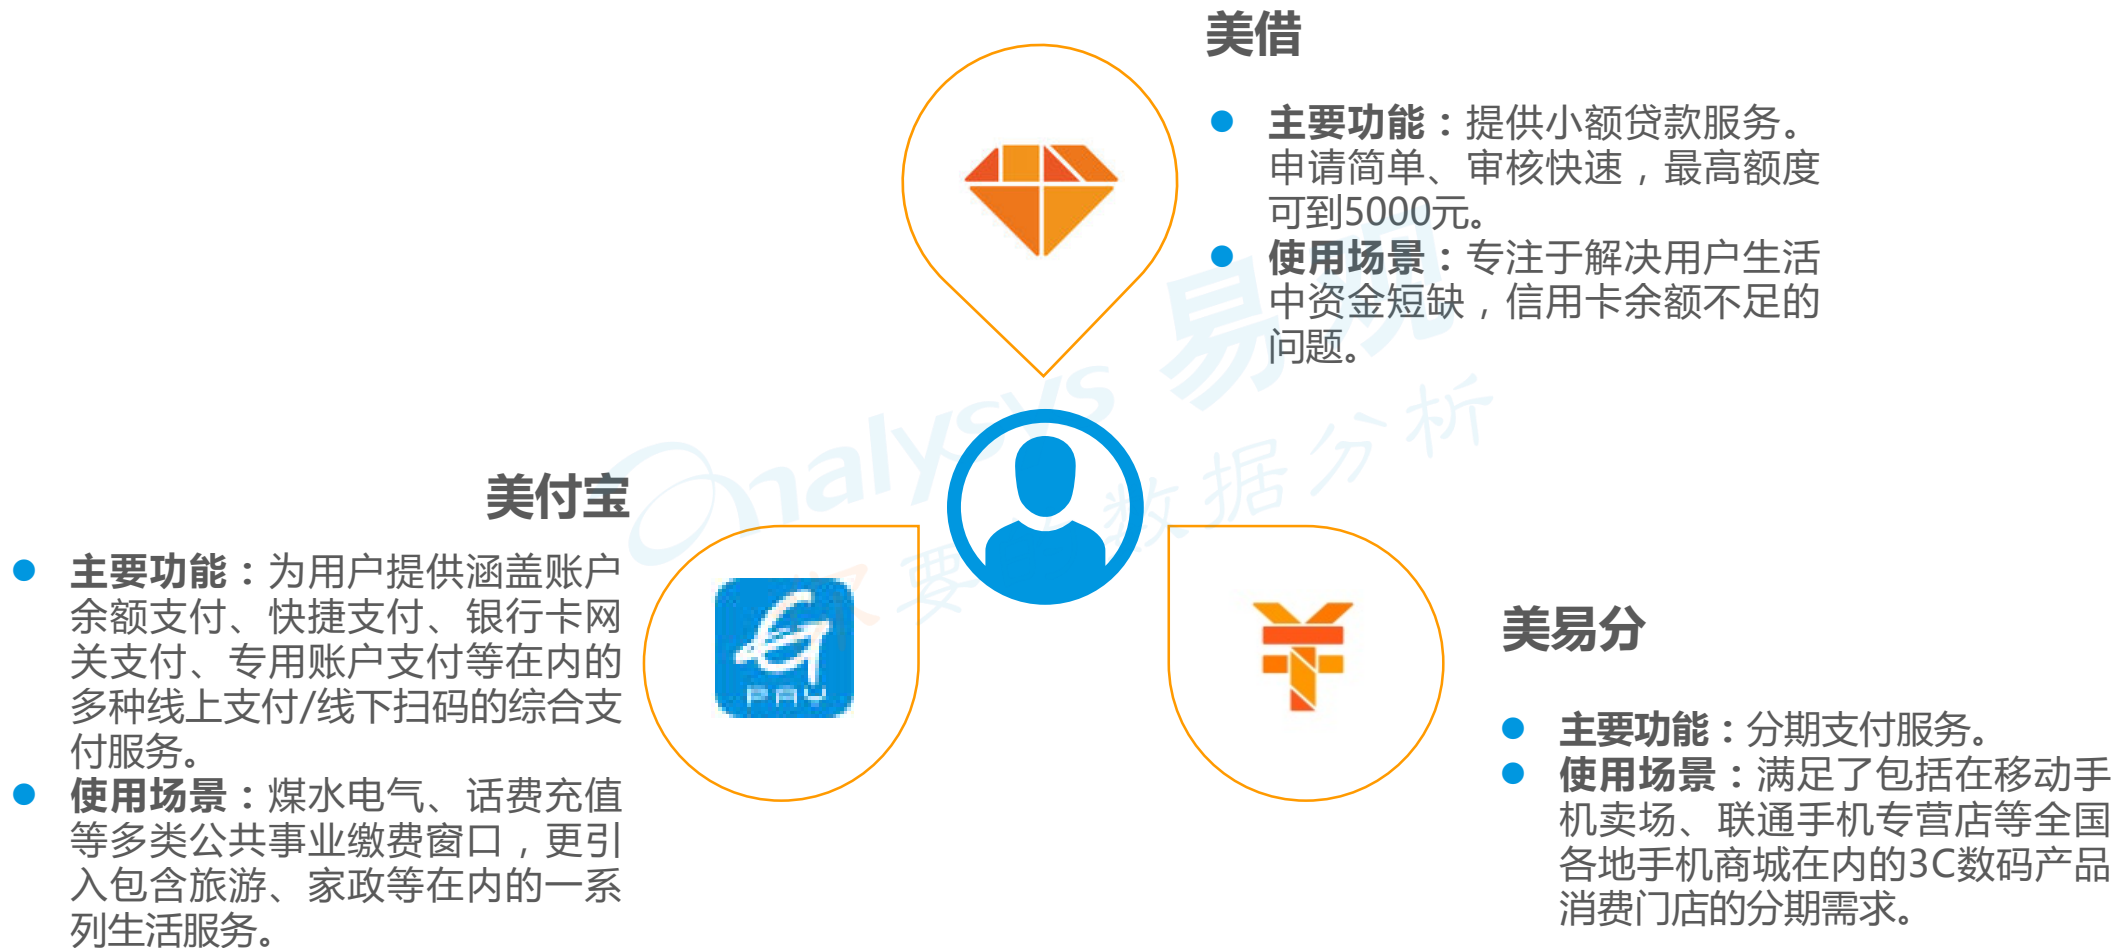 美借
主要功能：提供小额贷款服务。
申请简单、审核快速，最高额度
可到5000元。
使用场景：专注于解决用户生活
中资金短缺，信用卡余额不足的
问题。
美付宝
主要功能：为用户提供涵盖账户
余额支付、快捷支付、银行卡网
关支付、专用账户支付等在内的
多种线上支付/线下扫码的综合支
付服务。
使用场景：煤水电气、话费充值
等多类公共事业缴费窗口，更引
入包含旅游、家政等在内的一系
列生活服务。
G
PAY
美易分
主要功能：分期支付服务。
使用场景：满足了包括在移动手
机卖场、联通手机专营店等全国
各地手机商城在内的3C数码产品
消费门店的分期需求。
analysys 易观
要 数据分析